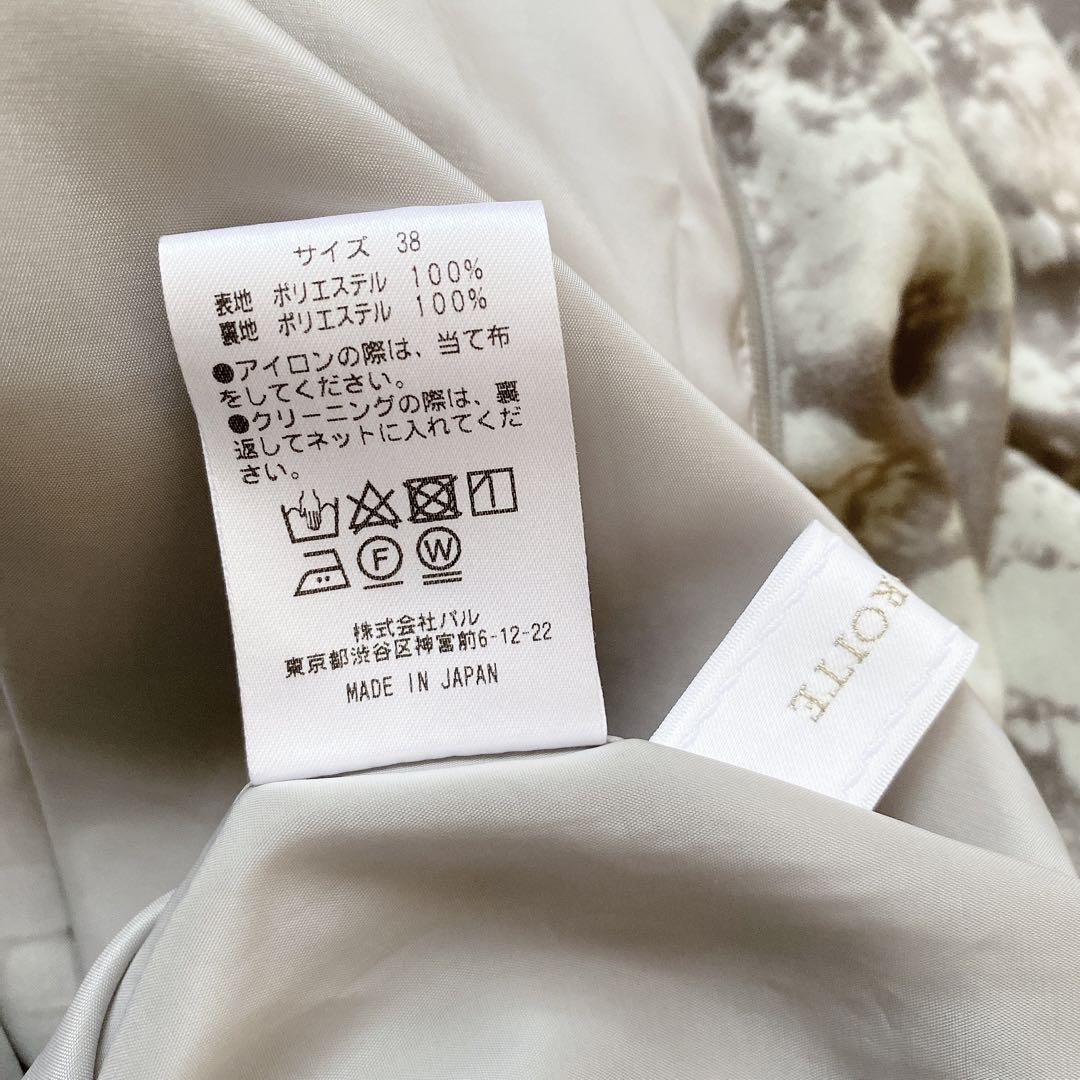 サイズ 38
表地 ポリエステル 100%
裏地 ポリエステル 100%
●アイロンの際は、当て布
をしてください。
●クリーニングの際は、裏
返してネットに入れてくだ
さい。
F W
株式会社パル
東京都渋谷区神宮前6-12-22
MADE IN JAPAN
ROITE